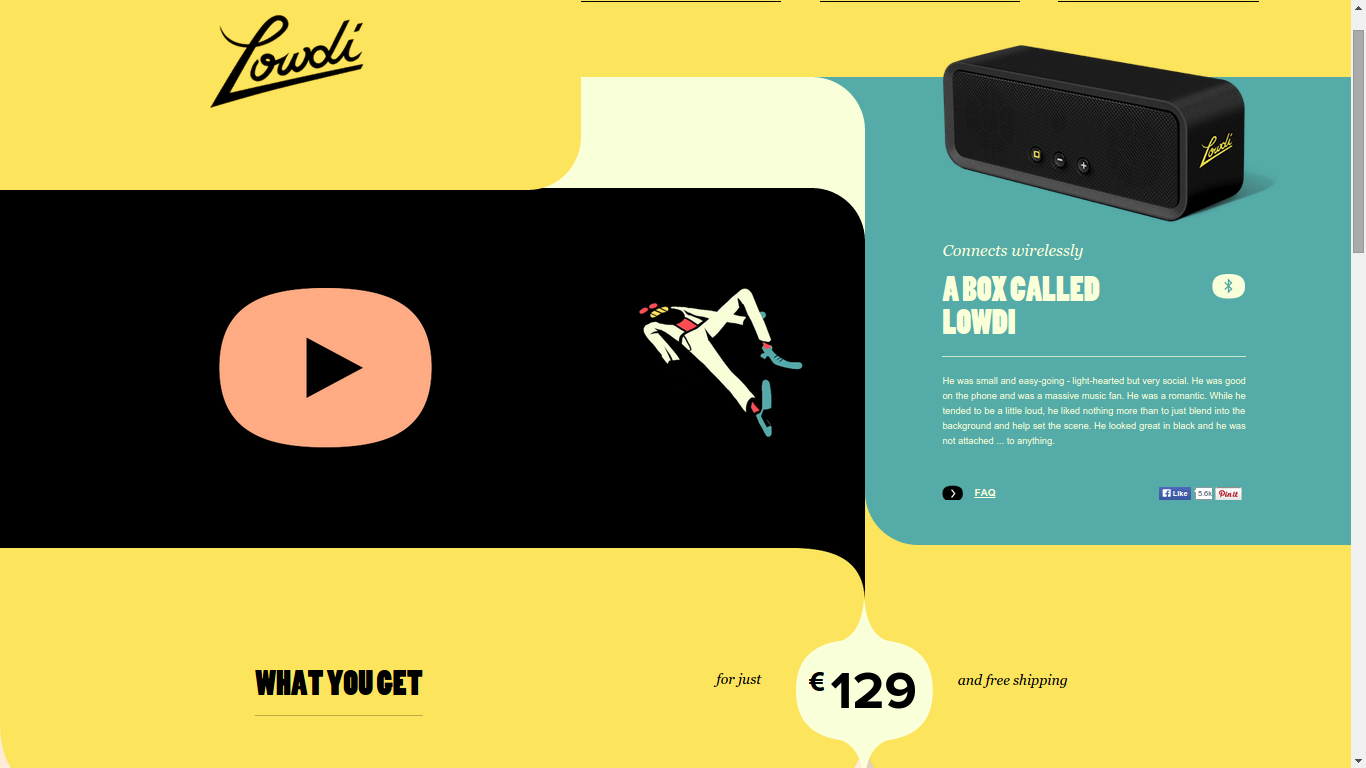 Lowdi
Lowdi
Connects wirelessly
A BOX CALLED
LOWDI
He was small and easy-going - light-hearted but very social. He was good
on the phone and was a massive music fan. He was a romantic. While he
tended to be a little loud, he liked nothing more than to just blend into the
background and help set the scene. He looked great in black and he was
not attached ... to anything.
FAQ
Like 5.6k Pin it
WHAT YOU GET
for just
€129
and free shipping